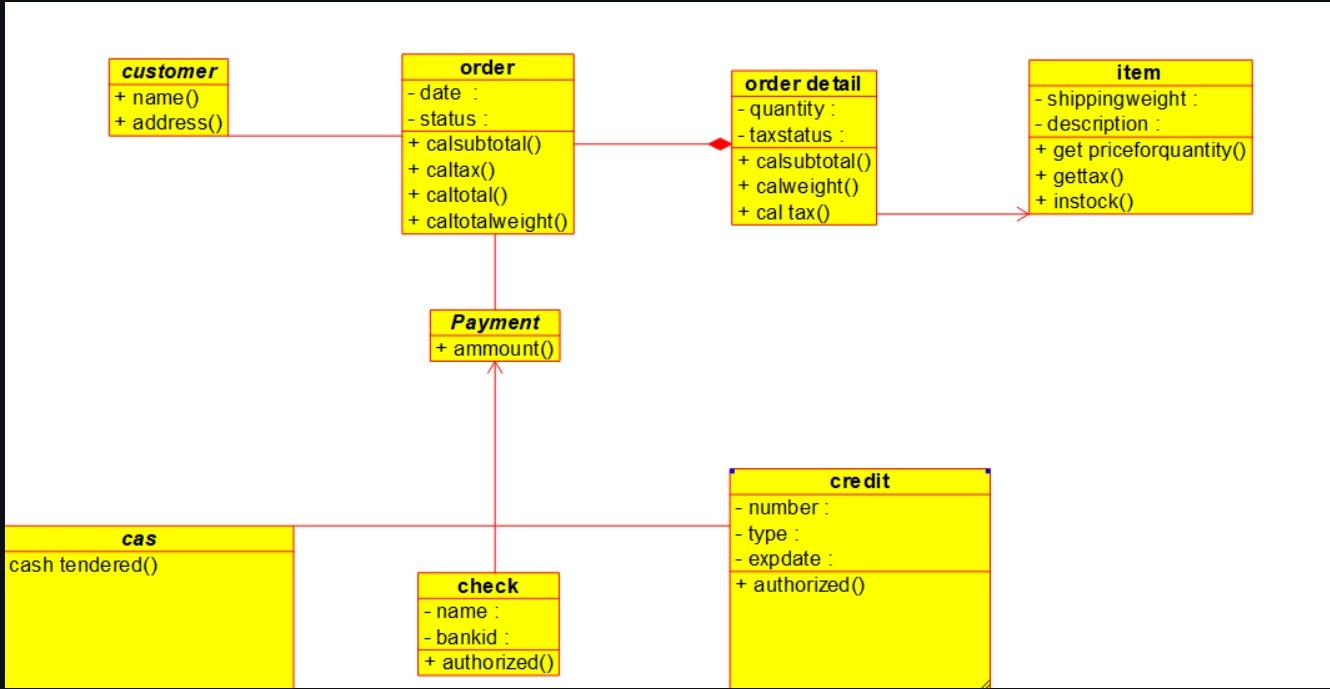 customer
+ name()
+ address()
order
- date :
- status :
+ calsubtotal()
+ caltax()
+ caltotal()
+ caltotalweight()
order detail
- quantity :
- taxstatus :
+ calsubtotal()
+ calweight()
+ cal tax()
item
- shippingweight :
- description :
+ get priceforquantity()
+ gettax()
+ instock()
Payment
+ ammount()
cas
cash tendered()
check
- name :
- bankid :
+ authorized()
credit
- number :
- type :
- expdate :
+ authorized()